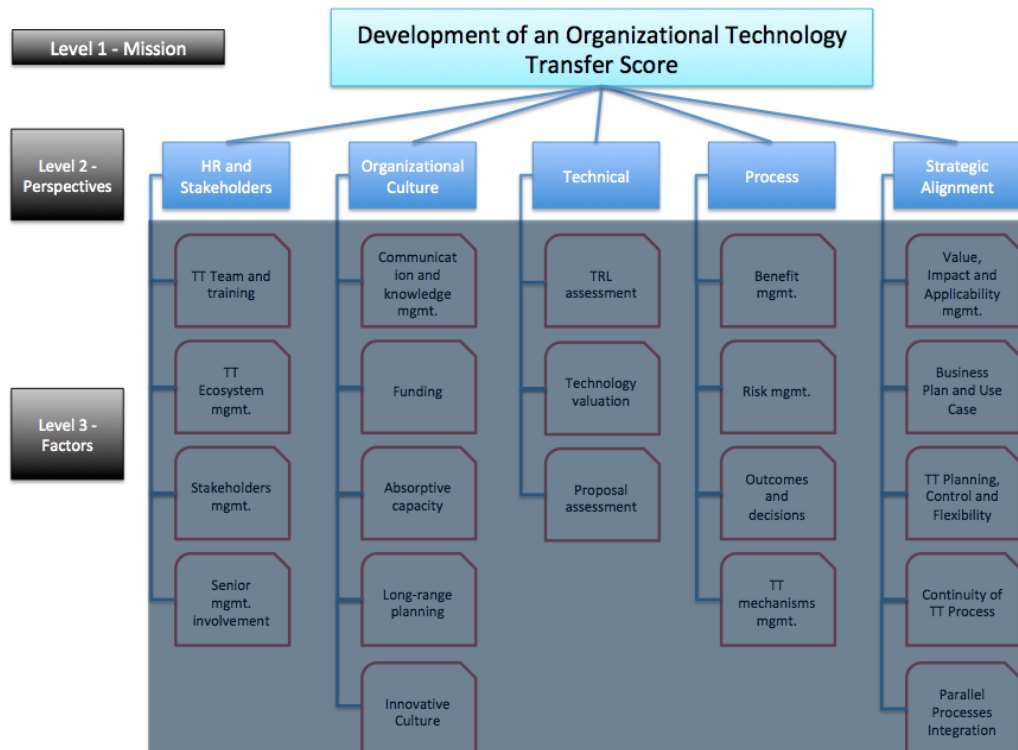 Level 1 - Mission
Development of an Organizational Technology
Transfer Score
Level 2 -
Perspectives
HR and
Stakeholders
Organizational
Culture
Technical
Process
Strategic
Alignment
Level 3 -
Factors
TT Team and
training
TT
Ecosystem
mgmt.
Stakeholders
mgmt.
Senior
mgmt.
involvement
Communicat
ion and
knowledge
mgmt.
Funding
Absorptive
capacity
Long-range
planning
Innovative
Culture
TRL
assessment
Technology
valuation
Proposal
assessment
Benefit
mgmt.
Risk mgmt.
Outcomes
and
decisions
TT
mechanisms
mgmt.
Value,
Impact and
Applicability
mgmt.
Business
Plan and Use
Case
TT Planning,
Control and
Flexibility
Continuity of
TT Process
Parallel
Processes
Integration